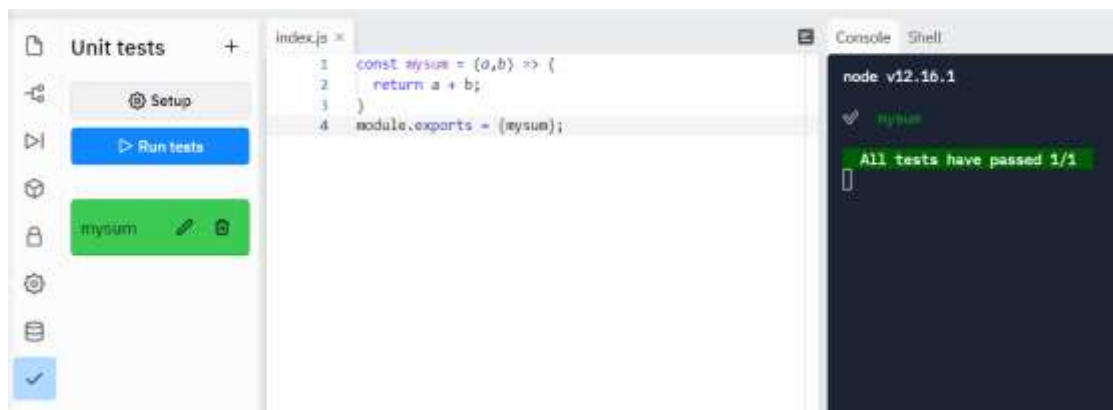 Unit tests +
Setup
Run tests
mysum
index.js ×
1 const mysum = (a,b) => {
2 return a + b;
3 }
4 module.exports = {mysum};
Console Shell
node v12.16.1
mysum
All tests have passed 1/1